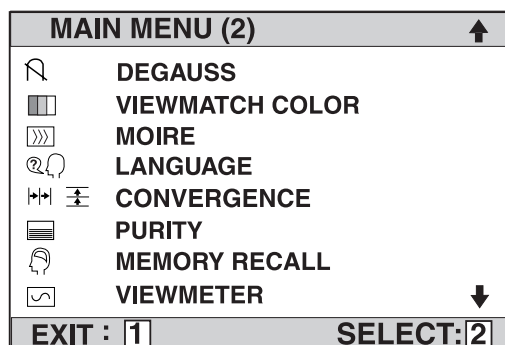 MAIN MENU (2)
DEGAUSS
VIEWMATCH COLOR
MOIRE
LANGUAGE
CONVERGENCE
PURITY
MEMORY RECALL
VIEWMETER
EXIT : 1 SELECT: 2